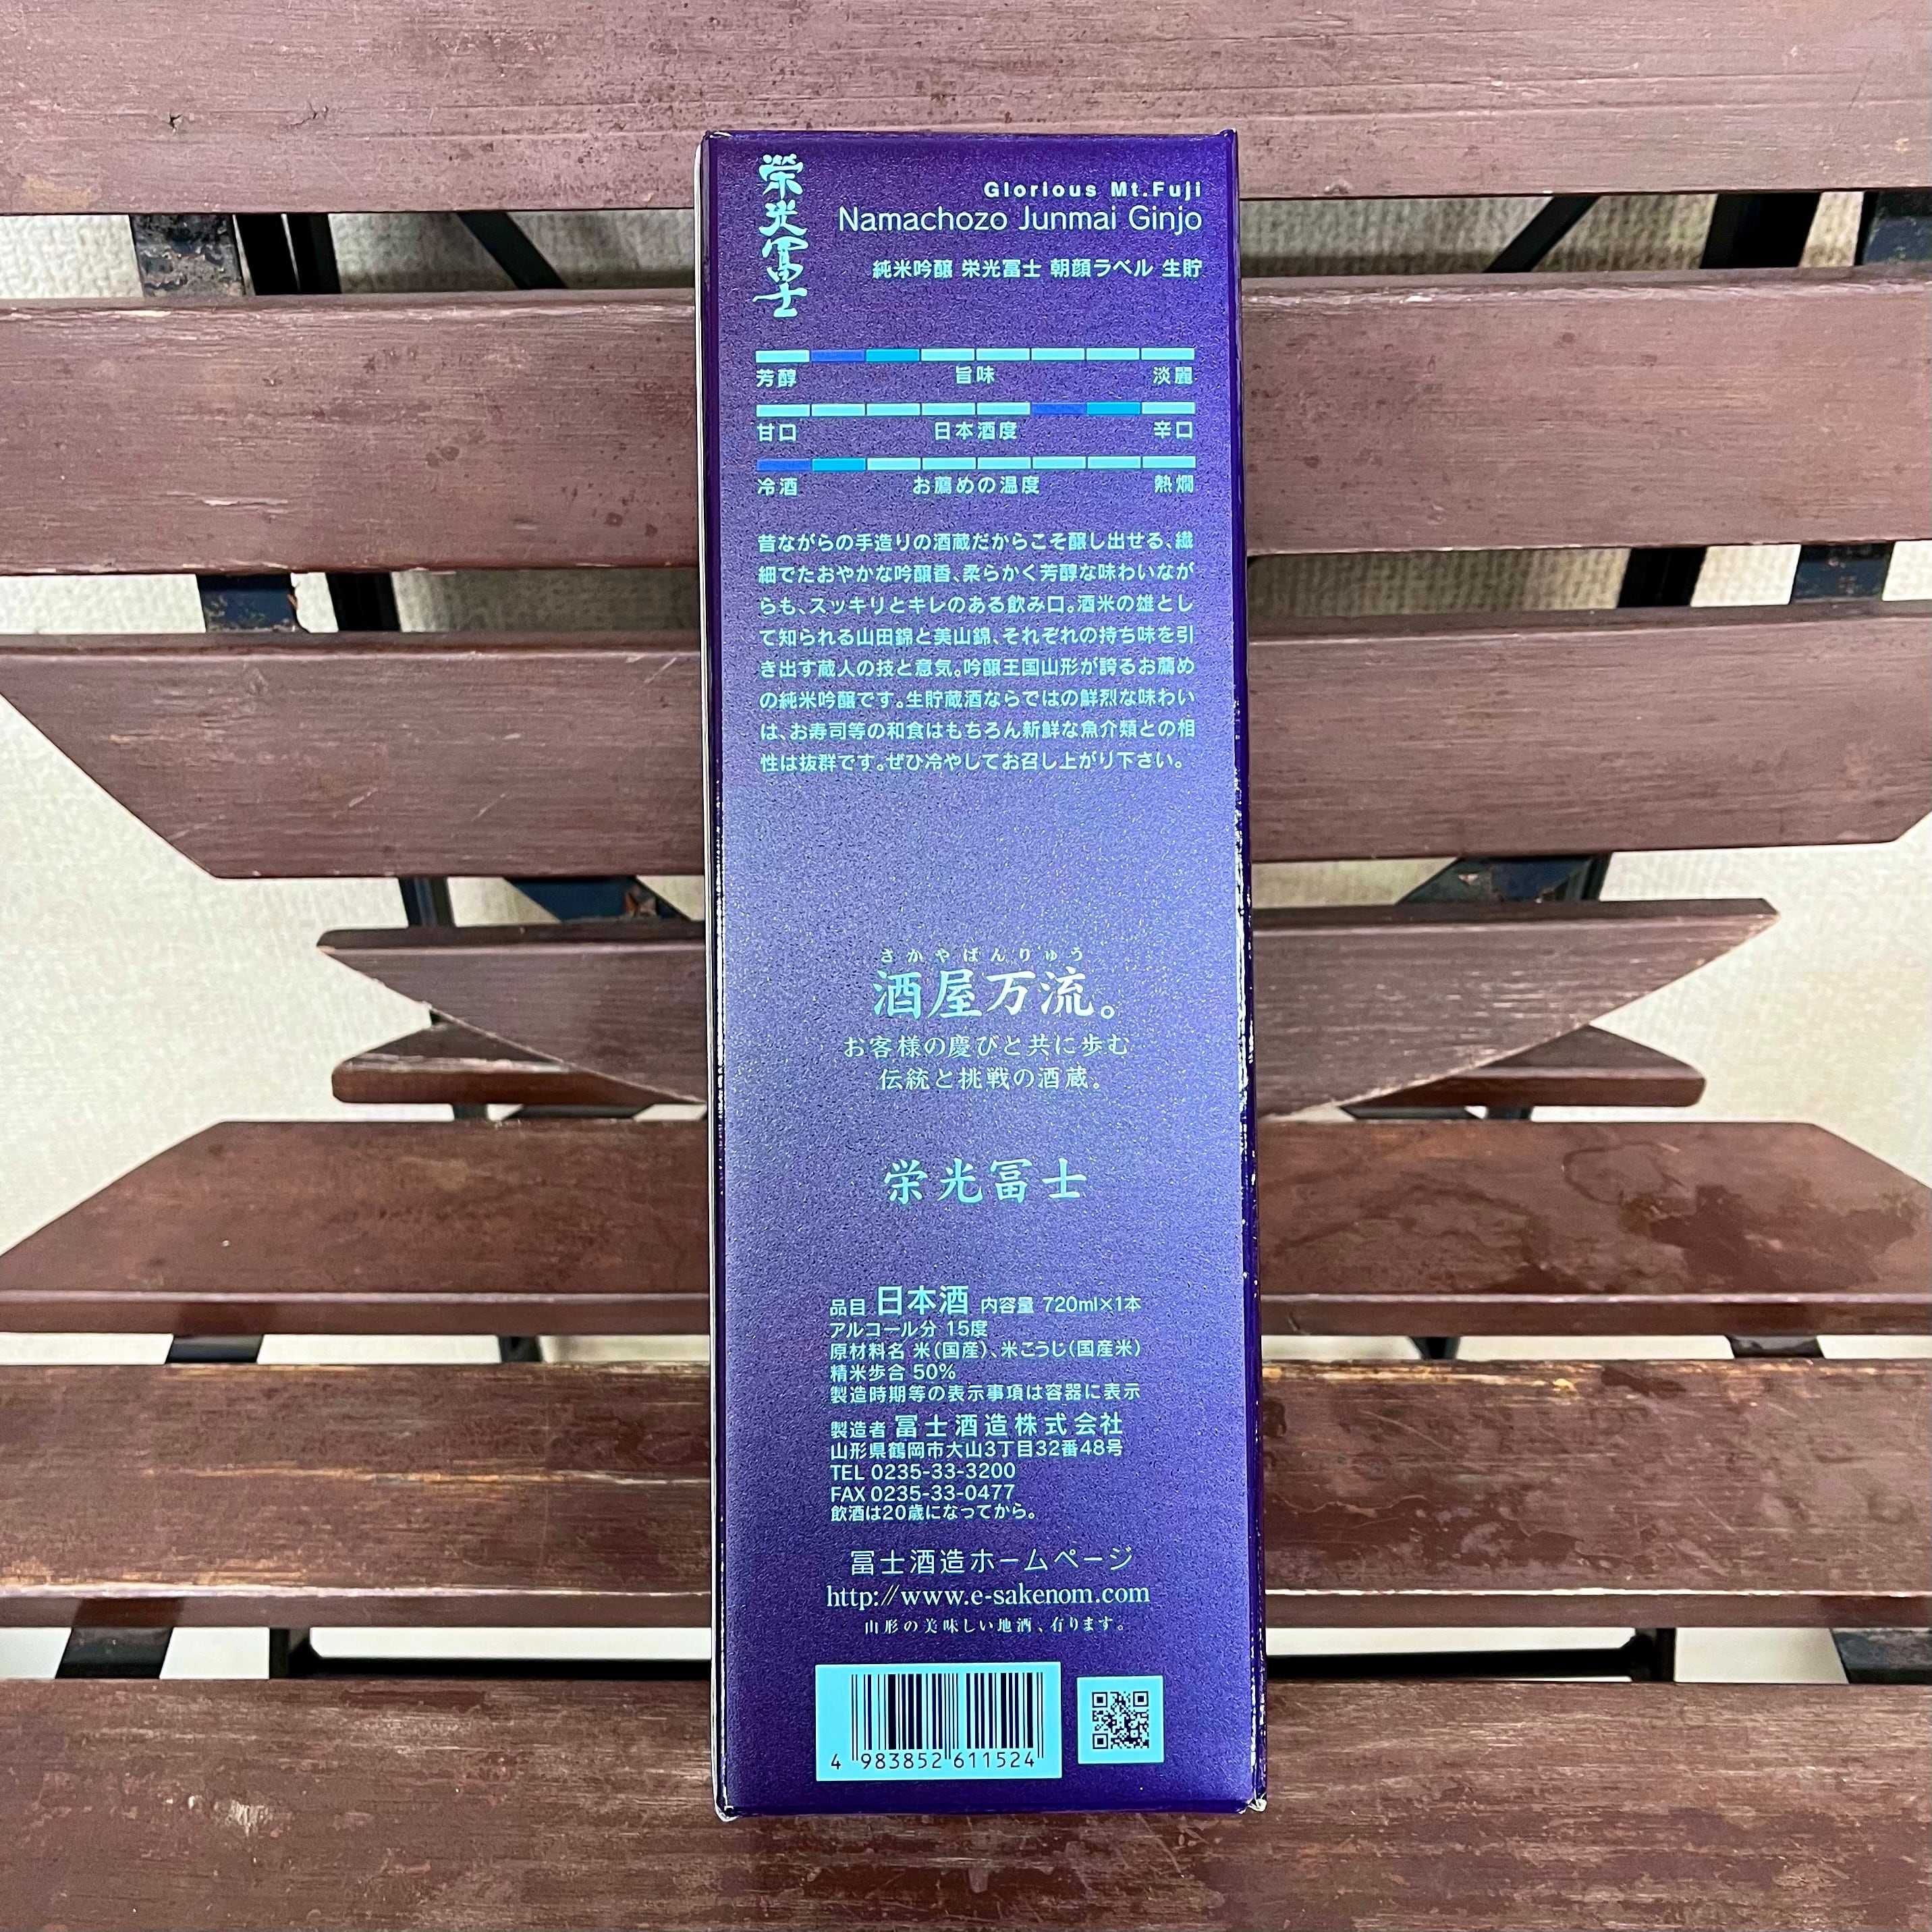 榮光冨士
Glorious Mt.Fuji
Namachozo Junmai Ginjo
純米吟醸 栄光冨士 朝顔ラベル 生貯
芳醇 旨味 淡麗
甘口 日本酒度 辛口
冷酒 お薦めの温度 熱燗
昔ながらの手造りの酒蔵だからこそ醸し出せる、繊
細でたおやかな吟醸香、柔らかく芳醇な味わいなが
らも、スッキリとキレのある飲み口。酒米の雄とし
て知られる山田錦と美山錦、それぞれの持ち味を引
き出す蔵人の技と意気。吟醸王国山形が誇るお薦め
の純米吟醸です。生貯蔵酒ならではの鮮烈な味わい
は、お寿司等の和食はもちろん新鮮な魚介類との相
性は抜群です。ぜひ冷やしてお召し上がり下さい。
さかやばんりゅう
酒屋万流。
お客様の慶びと共に歩む
伝統と挑戦の酒蔵。
栄光冨士
品目 日本酒 内容量 720ml×1本
アルコール分 15度
原材料名 米(国産)、米こうじ(国産米)
精米歩合 50%
製造時期等の表示事項は容器に表示
製造者 冨士酒造株式会社
山形県鶴岡市大山3丁目32番48号
TEL 0235-33-3200
FAX 0235-33-0477
飲酒は20歳になってから。
冨士酒造ホームページ
http://www.e-sakenom.com
山形の美味しい地酒、有ります。
4 983852 611524